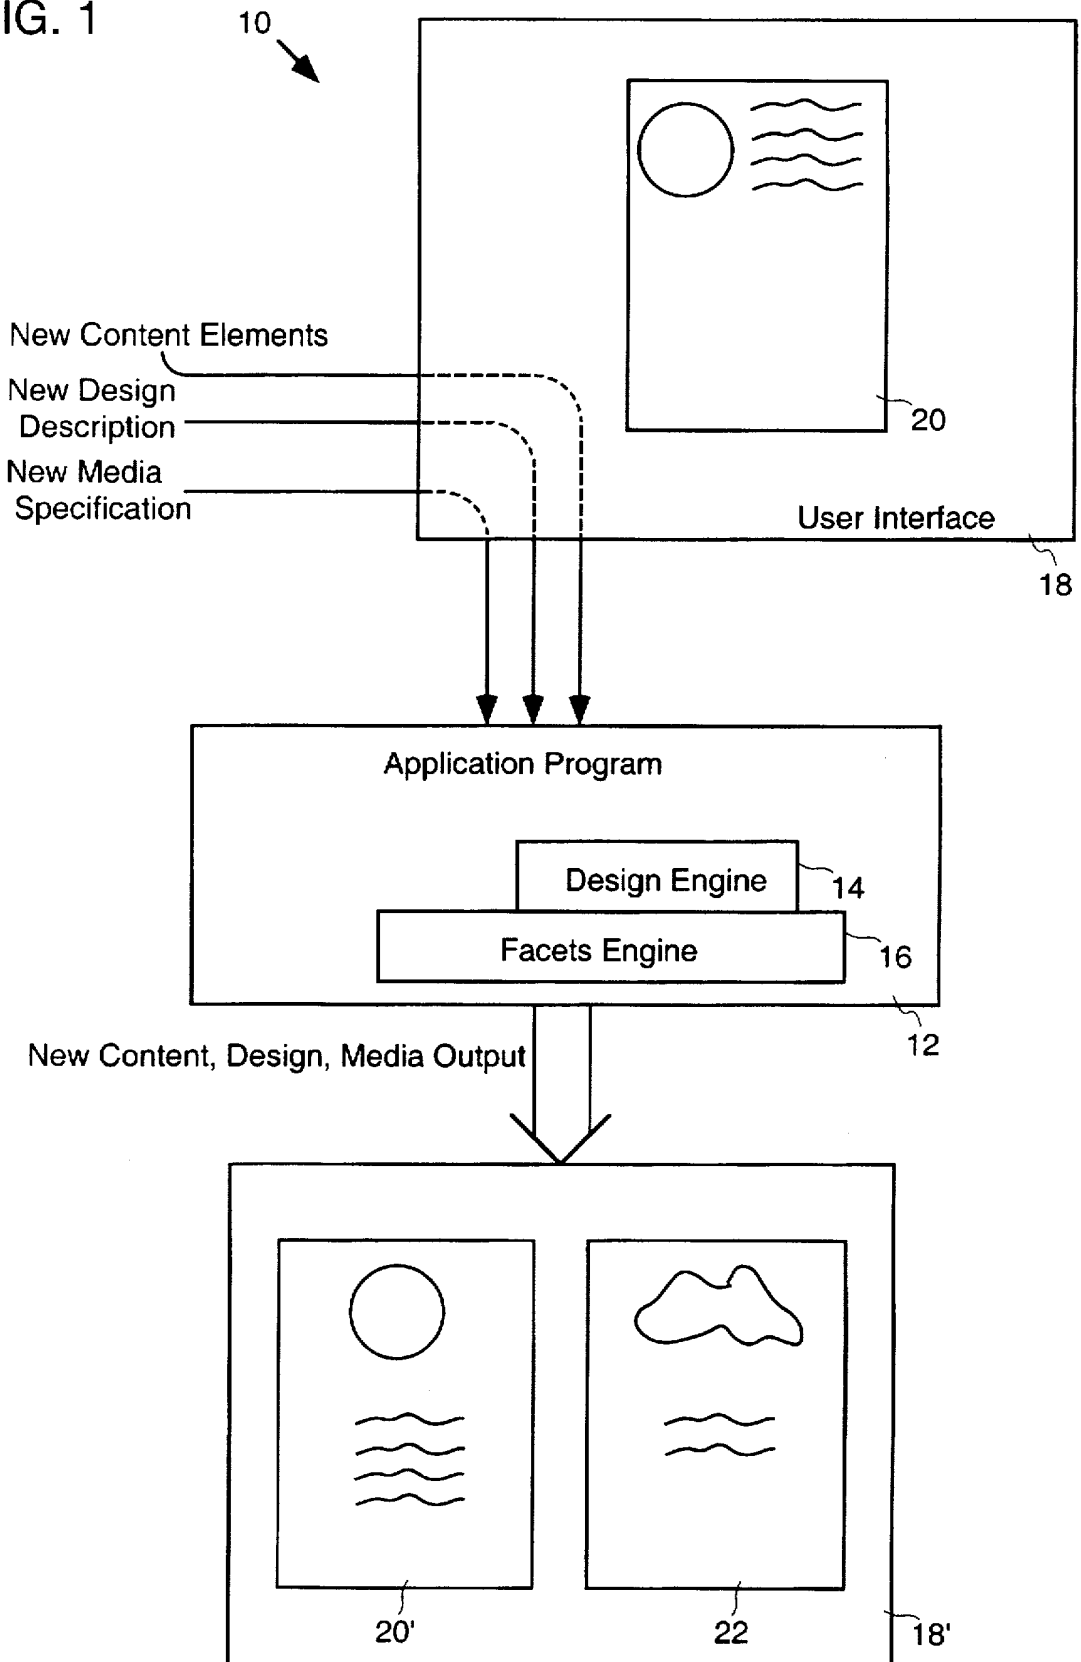 IG. 1
10
New Content Elements
New Design
Description
New Media
Specification
20
User Interface
18
Application Program
Design Engine
14
Facets Engine
16
12
New Content, Design, Media Output
20'
22
18'